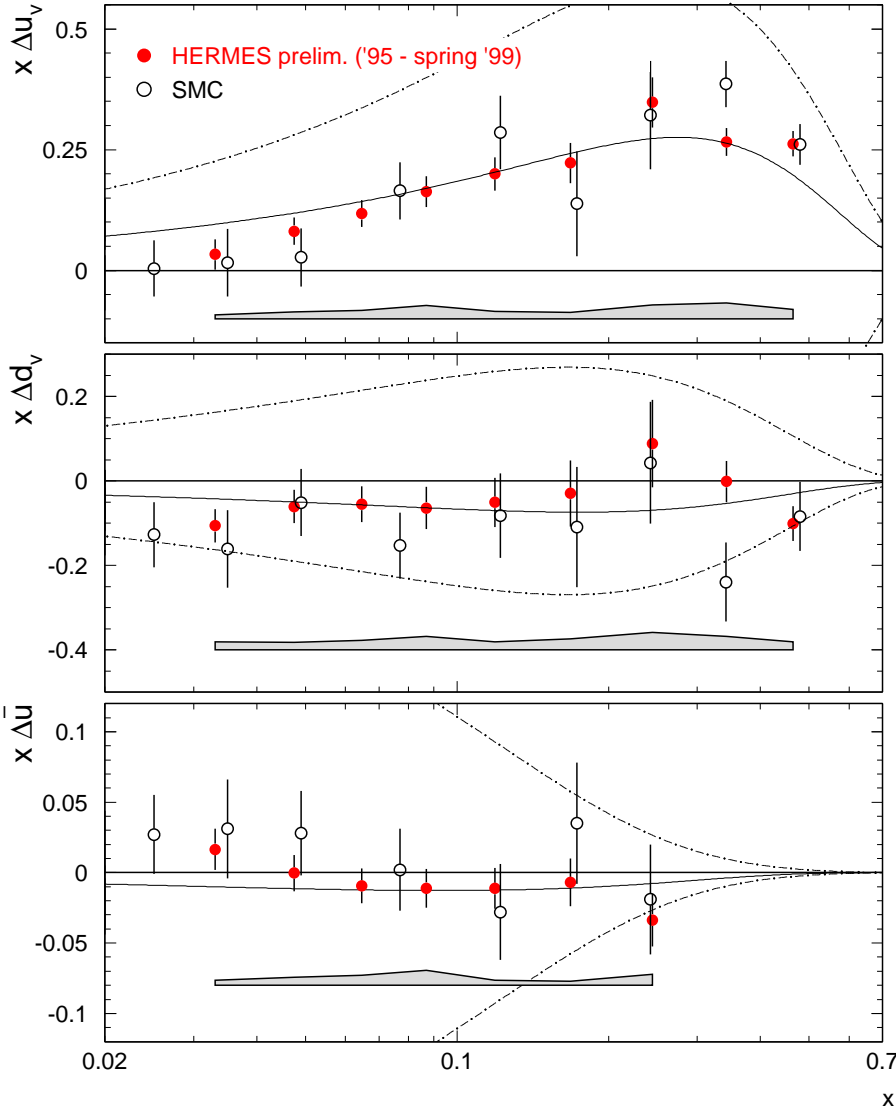 x Δu_v
0.5
0.25
0
HERMES prelim. ('95 - spring '99)
SMC
x Δd_v
0.2
0
-0.2
-0.4
x Δū
0.1
0.05
0
-0.05
-0.1
0.02
0.1
0.7
x